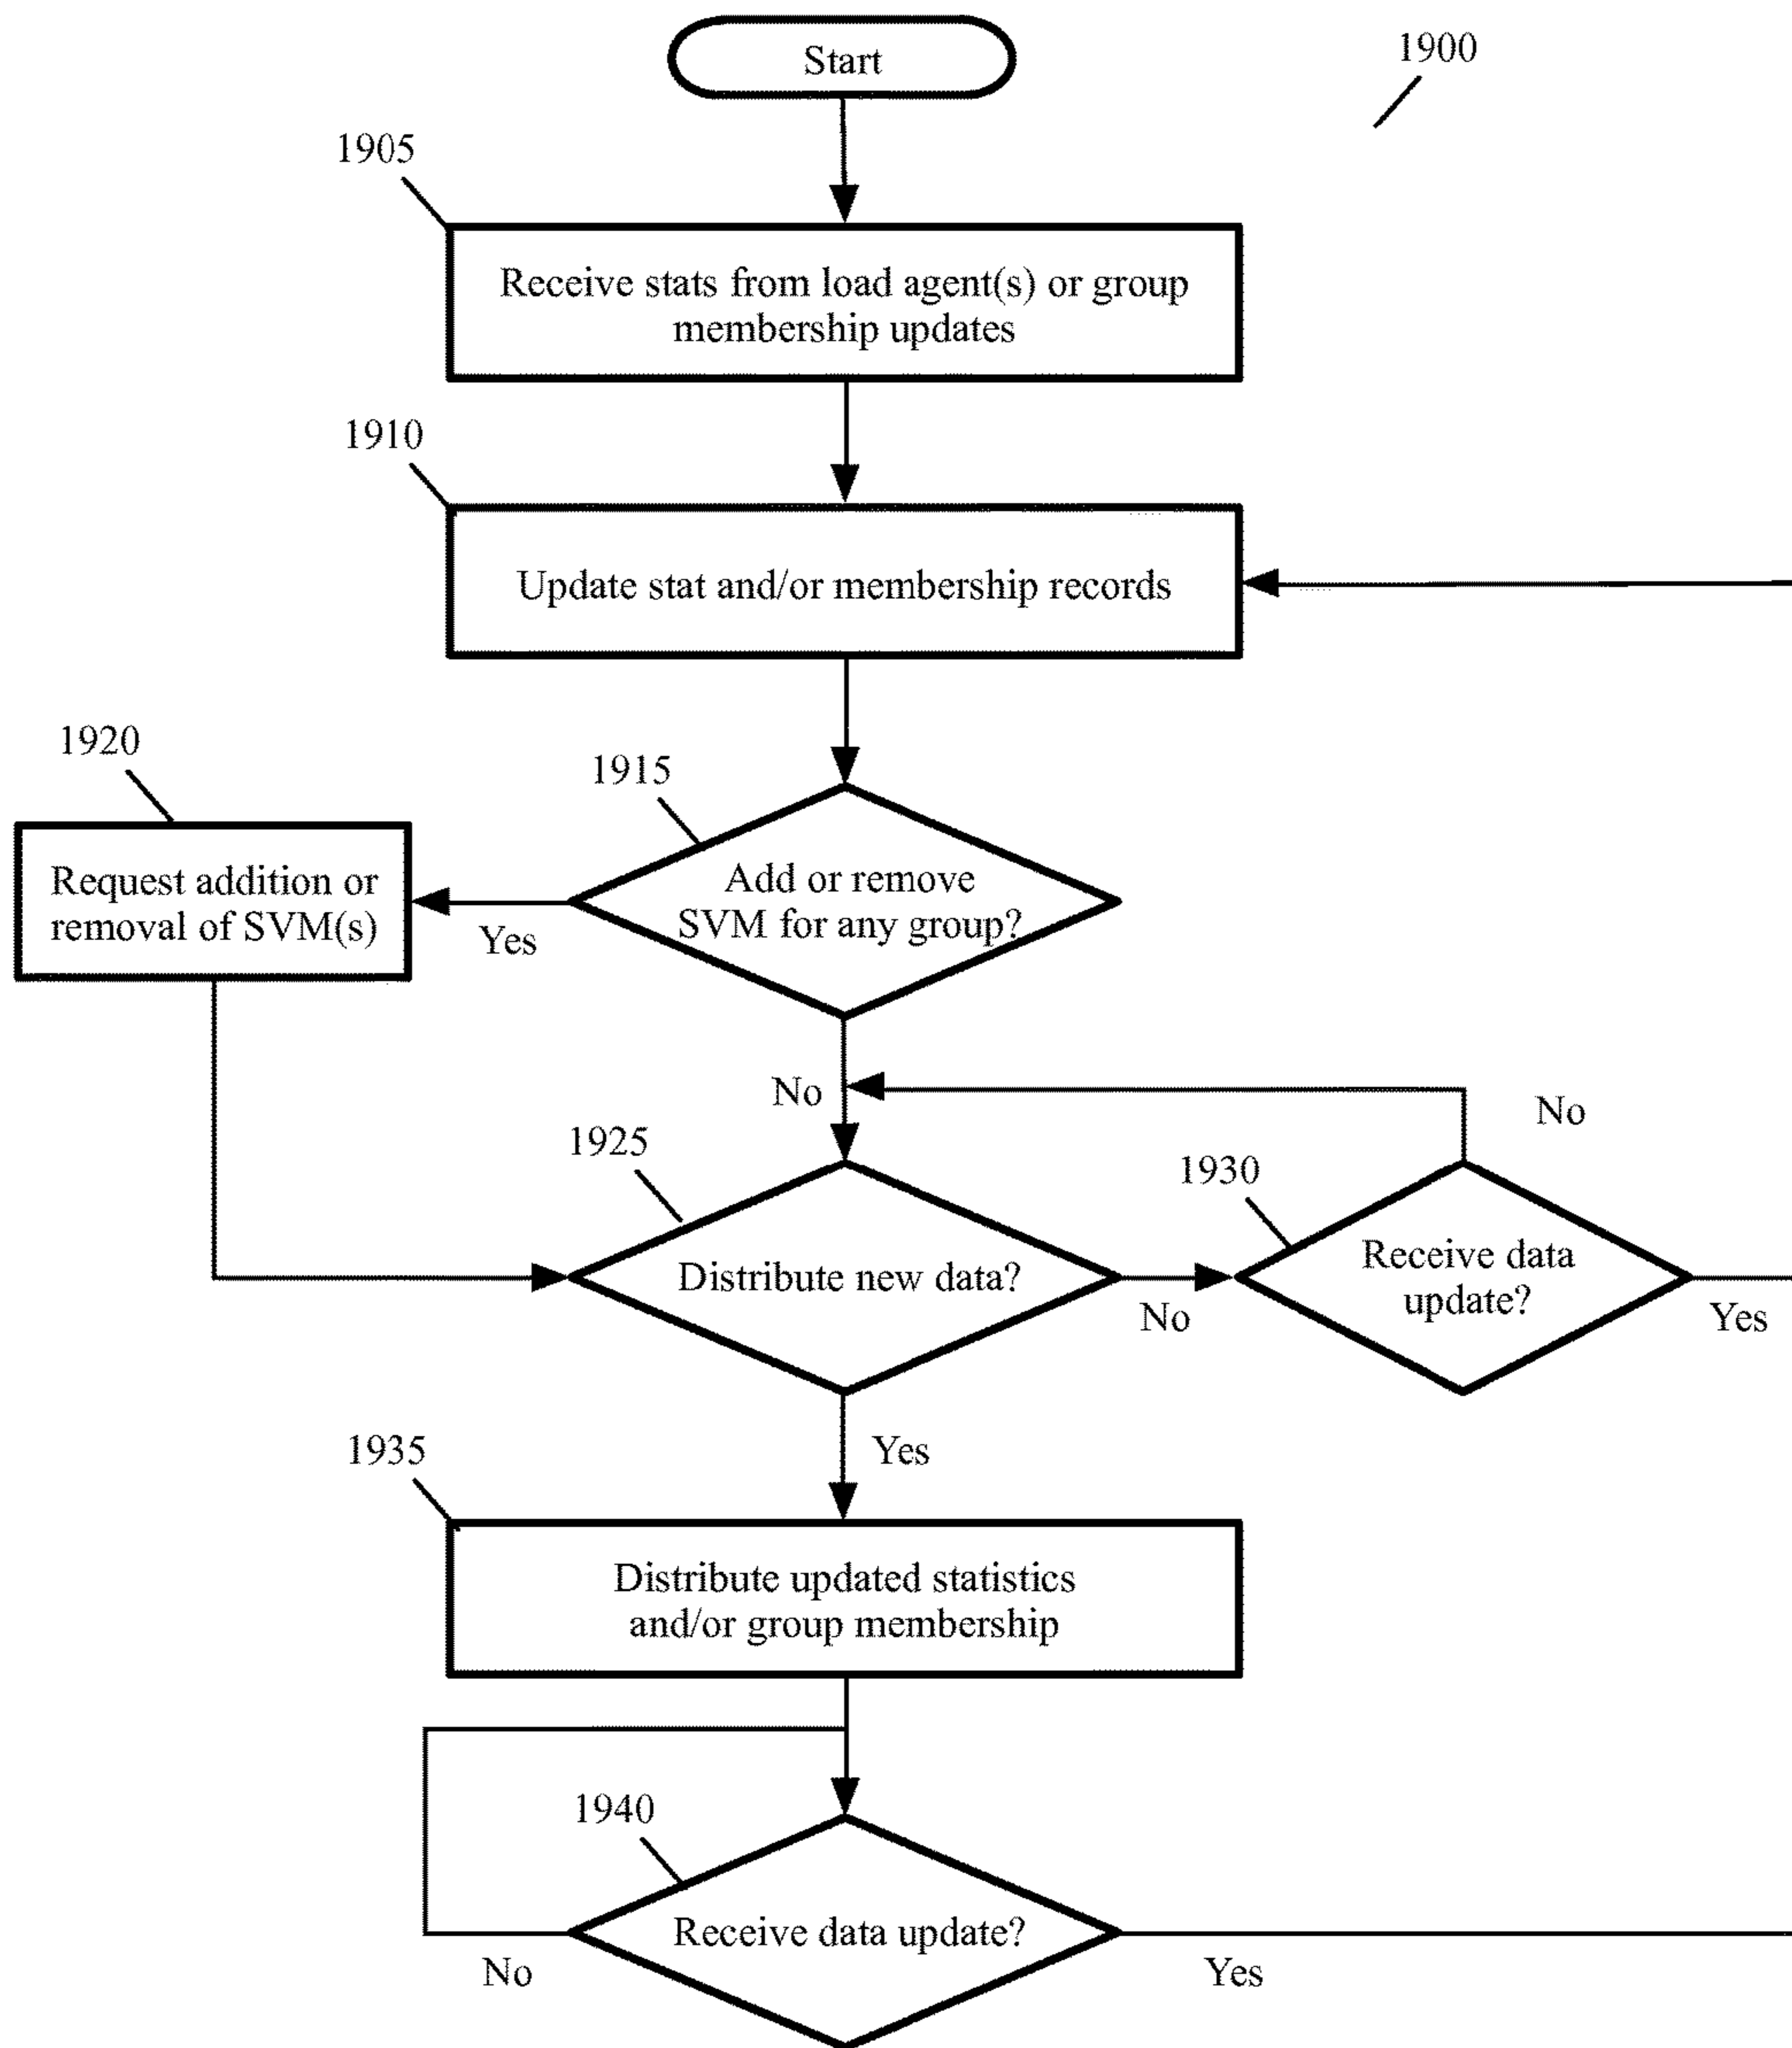 Start
1900
1905
Receive stats from load agent(s) or group
membership updates
1910
Update stat and/or membership records
1920
1915
Request addition or
removal of SVM(s)
Yes
Add or remove
SVM for any group?
No
No
1925
1930
Distribute new data?
No
Receive data
update?
Yes
Yes
1935
Distribute updated statistics
and/or group membership
1940
Receive data update?
No
Yes